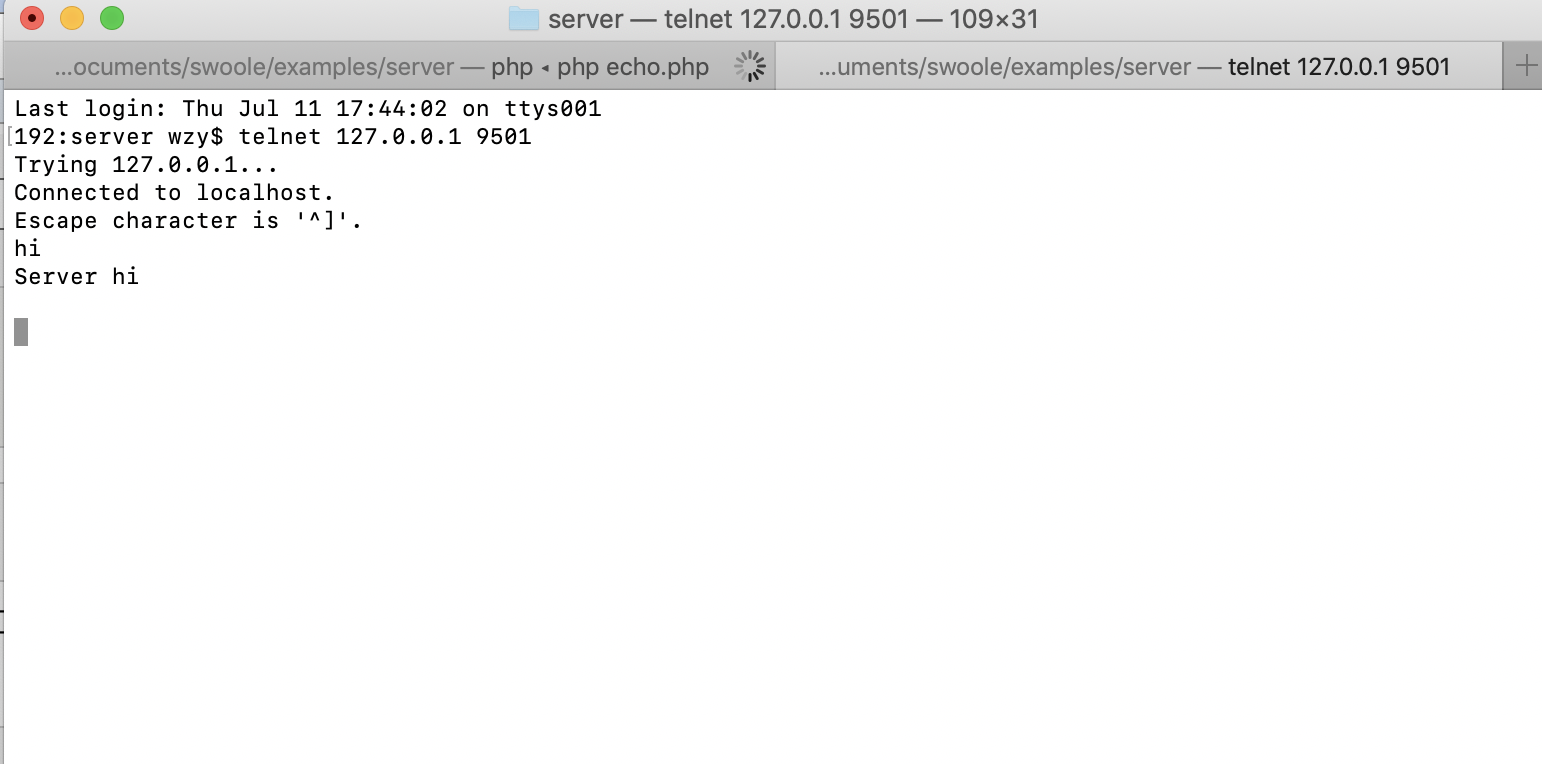 server — telnet 127.0.0.1 9501 — 109×31
...ocuments/swoole/examples/server — php ◂ php echo.php
...uments/swoole/examples/server — telnet 127.0.0.1 9501
Last login: Thu Jul 11 17:44:02 on ttys001
[192:server wzy$ telnet 127.0.0.1 9501
Trying 127.0.0.1...
Connected to localhost.
Escape character is '^]'.
hi
Server hi